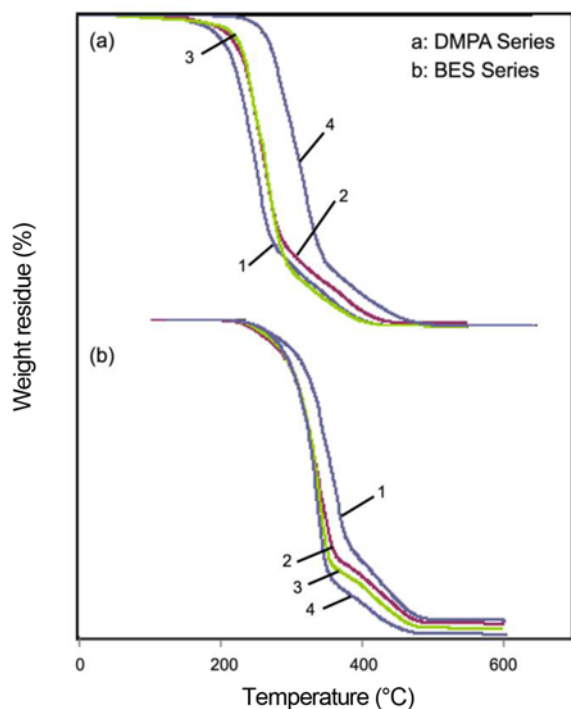 (a)
a: DMPA Series
b: BES Series
3
4
2
1
Weight residue (%)
(b)
1
2
3
4
0
200
400
600
Temperature (°C)